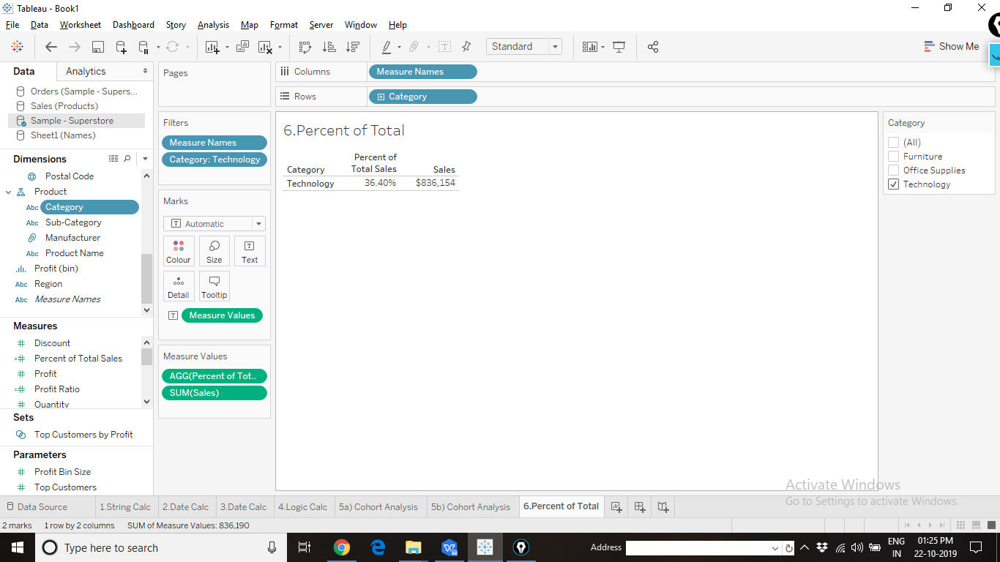 Tableau - Book1
File Data Worksheet Dashboard Story Analysis Map Format Server Window Help
Standard
Show Me
Data Analytics
Orders (Sample - Supers...
Sales (Products)
Sample - Superstore
Sheet1 (Names)
Dimensions
Postal Code
Product
Abc Category
Abc Sub-Category
Manufacturer
Abc Product Name
Profit (bin)
Abc Region
Abc Measure Names
Measures
# Discount
=# Percent of Total Sales
# Profit
=# Profit Ratio
# Quantity
Sets
Top Customers by Profit
Parameters
# Profit Bin Size
# Top Customers
Pages
Filters
Measure Names
Category: Technology
Marks
T Automatic
Colour Size T Text
Detail Tooltip
T Measure Values
Measure Values
AGG(Percent of Tot..
SUM(Sales)
Columns Measure Names
Rows Category
6.Percent of Total
Percent of
Category Total Sales Sales
Technology 36.40% $836,154
Category
(All)
Furniture
Office Supplies
Technology
Activate Windows
Go to Settings to activate Windows.
Data Source 1.String Calc 2.Date Calc 3.Date Calc 4.Logic Calc 5a) Cohort Analysis 5b) Cohort Analysis 6.Percent of Total
2 marks 1 row by 2 columns SUM of Measure Values: 836,190
Type here to search
Address
ENG
IN
01:25 PM
22-10-2019